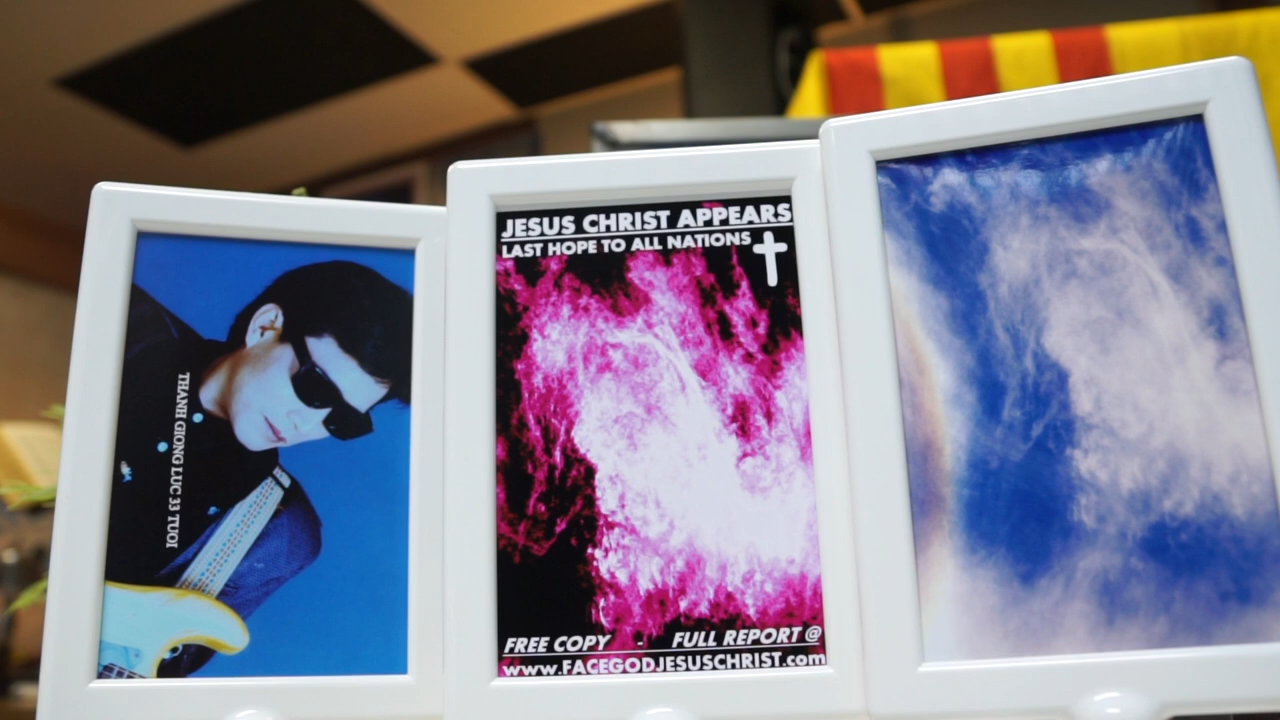 THANH GIONG LUC 33 TUOI
JESUS CHRIST APPEARS
LAST HOPE TO ALL NATIONS
FREE COPY - FULL REPORT @
www.FACEGODJESUSCHRIST.com